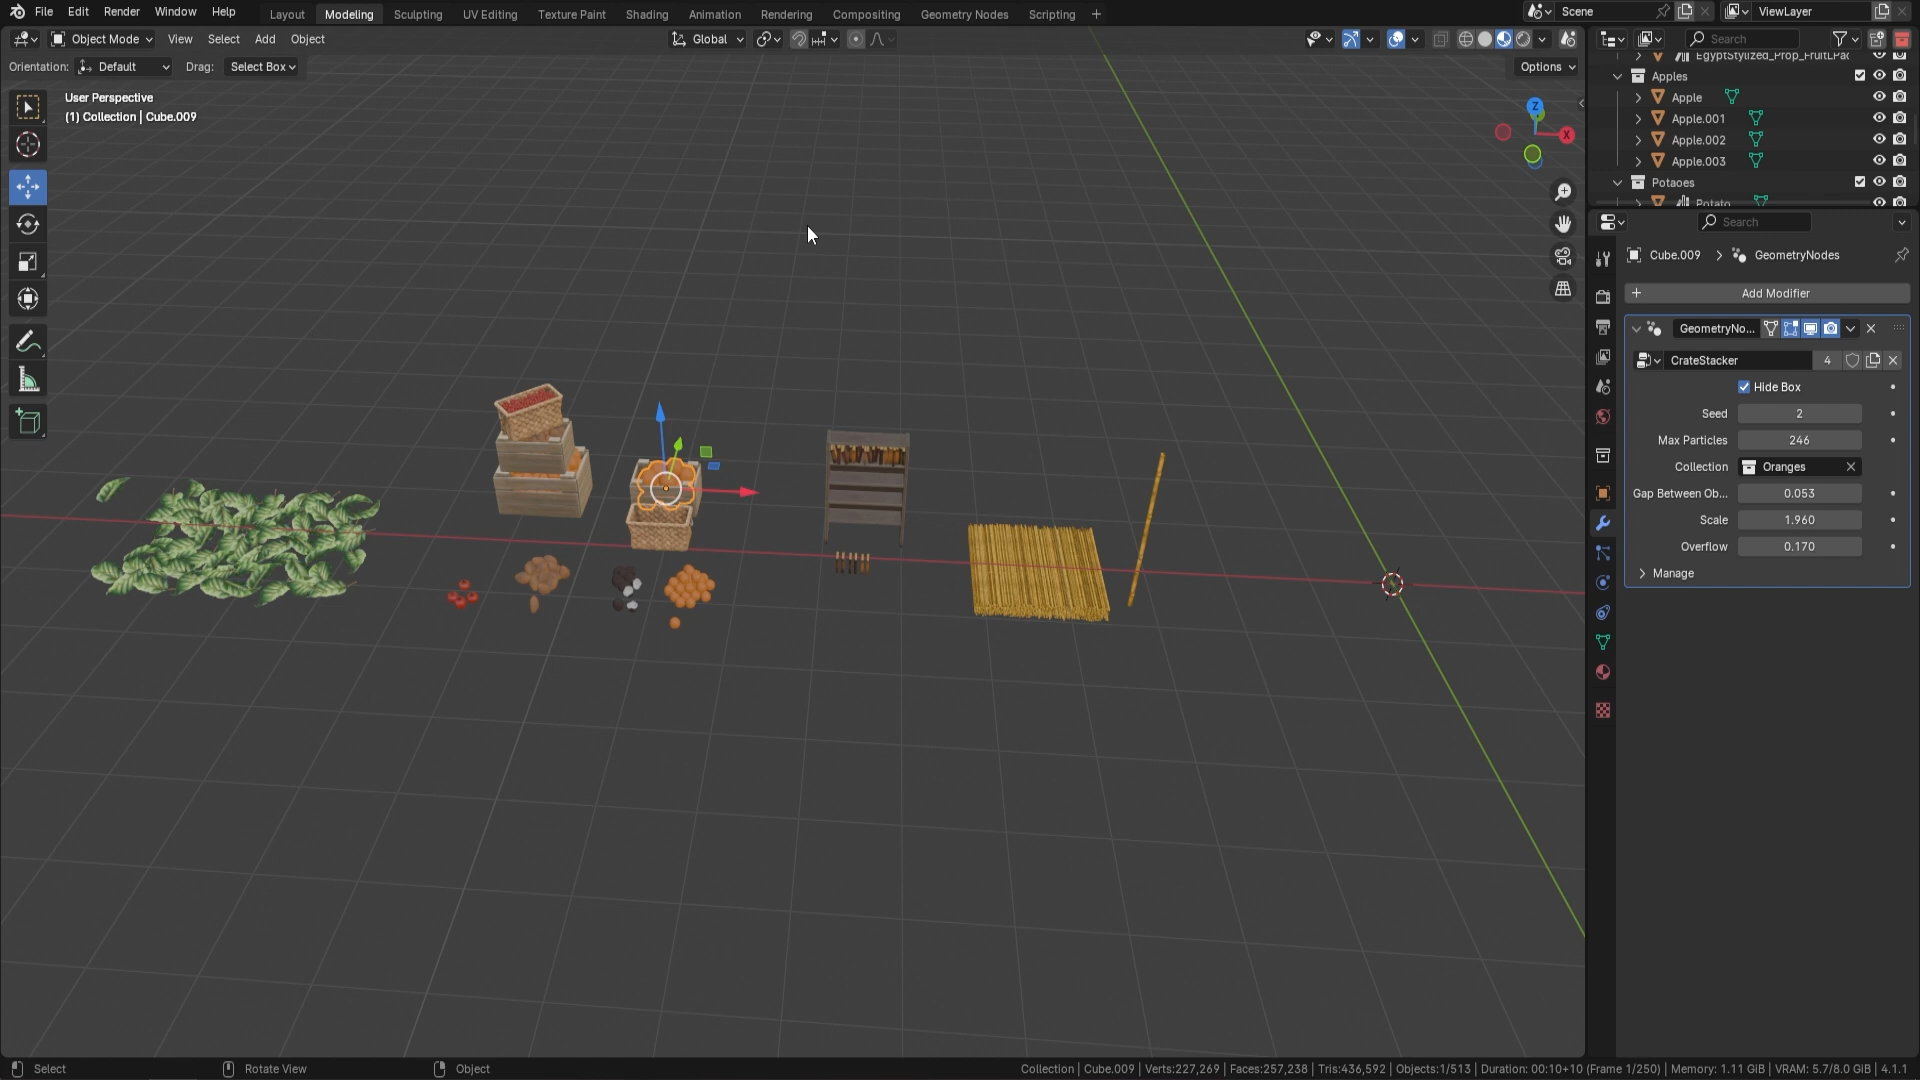 File Edit Render Window Help Layout Modeling Sculpting UV Editing Texture Paint Shading Animation Rendering Compositing Geometry Nodes Scripting + Scene ViewLayer
Object Mode View Select Add Object Global Search
Orientation: Default Drag: Select Box Options
User Perspective
(1) Collection | Cube.009
Z
X
Apples
Apple
Apple.001
Apple.002
Apple.003
Potaoes
Potato
Search
Cube.009 > GeometryNodes
+ Add Modifier
GeometryNo...
CrateStacker 4
Hide Box
Seed 2
Max Particles 246
Collection Oranges
Gap Between Ob... 0.053
Scale 1.960
Overflow 0.170
Manage
Select Rotate View Object Collection | Cube.009 | Verts:227,269 | Faces:257,238 | Tris:436,592 | Objects:1/513 | Duration: 00:10+10 (Frame 1/250) | Memory: 1.11 GiB | VRAM: 5.7/8.0 GiB | 4.1.1